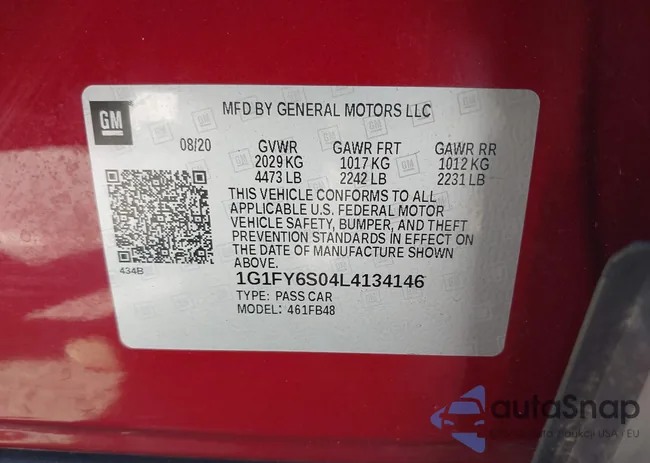 GM
MFD BY GENERAL MOTORS LLC
08/20 GVWR GAWR FRT GAWR RR
2029 KG 1017 KG 1012 KG
4473 LB 2242 LB 2231 LB
THIS VEHICLE CONFORMS TO ALL
APPLICABLE U.S. FEDERAL MOTOR
VEHICLE SAFETY, BUMPER, AND THEFT
PREVENTION STANDARDS IN EFFECT ON
THE DATE OF MANUFACTURE SHOWN
ABOVE.
434B
1G1FY6S04L4134146
TYPE: PASS CAR
MODEL: 461FB48
autoSnap
aukcji USA i EU